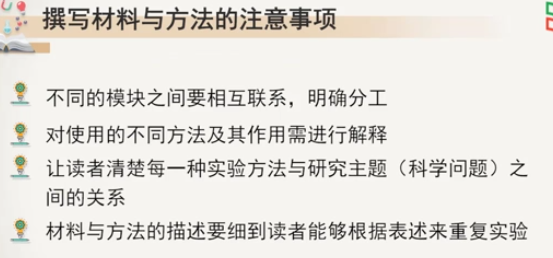 撰写材料与方法的注意事项
不同的模块之间要相互联系，明确分工
对使用的不同方法及其作用需进行解释
让读者清楚每一种实验方法与研究主题（科学问题）之
间的关系
材料与方法的描述要细到读者能够根据表述来重复实验